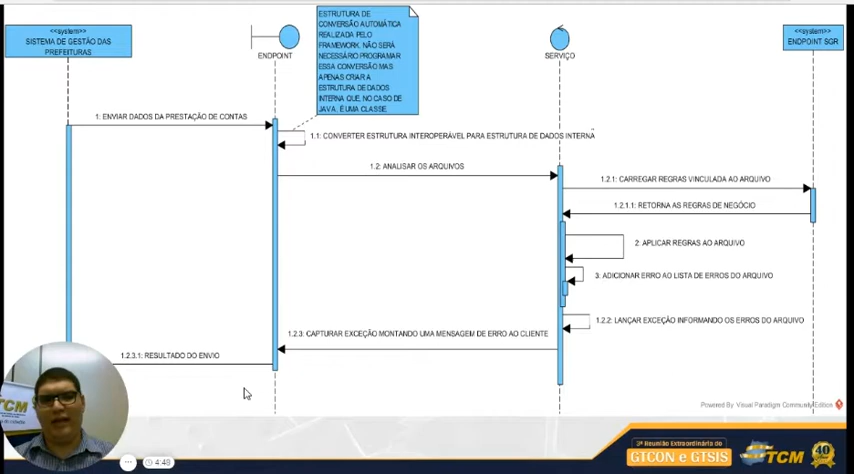 <<system>>
SISTEMA DE GESTÃO DAS
PREFEITURAS
ENDPOINT
ESTRUTURA DE
CONVERSÃO AUTOMÁTICA
REALIZADA PELO
FRAMEWORK. NÃO SERÁ
NECESSÁRIO PROGRAMAR
ESSA CONVERSÃO MAS
APENAS CRIAR A
ESTRUTURA DE DADOS
INTERNA QUE, NO CASO DE
JAVA. É UMA CLASSE.
SERVIÇO
<<system>>
ENDPOINT SGR
1: ENVIAR DADOS DA PRESTAÇÃO DE CONTAS
1.1: CONVERTER ESTRUTURA INTEROPERÁVEL PARA ESTRUTURA DE DADOS INTERNA
1.2: ANALISAR OS ARQUIVOS
1.2.1: CARREGAR REGRAS VINCULADA AO ARQUIVO
1.2.1.1: RETORNA AS REGRAS DE NEGÓCIO
2: APLICAR REGRAS AO ARQUIVO
3: ADICIONAR ERRO AO LISTA DE ERROS DO ARQUIVO
1.2.2: LANÇAR EXCEÇÃO INFORMANDO OS ERROS DO ARQUIVO
1.2.3: CAPTURAR EXCEÇÃO MONTANDO UMA MENSAGEM DE ERRO AO CLIENTE
1.2.3.1: RESULTADO DO ENVIO
Powered By Visual Paradigm Community Edition
TCM
4:48
3ª Reunião Extraordinária do
GTCON e GTSIS
TCM
40